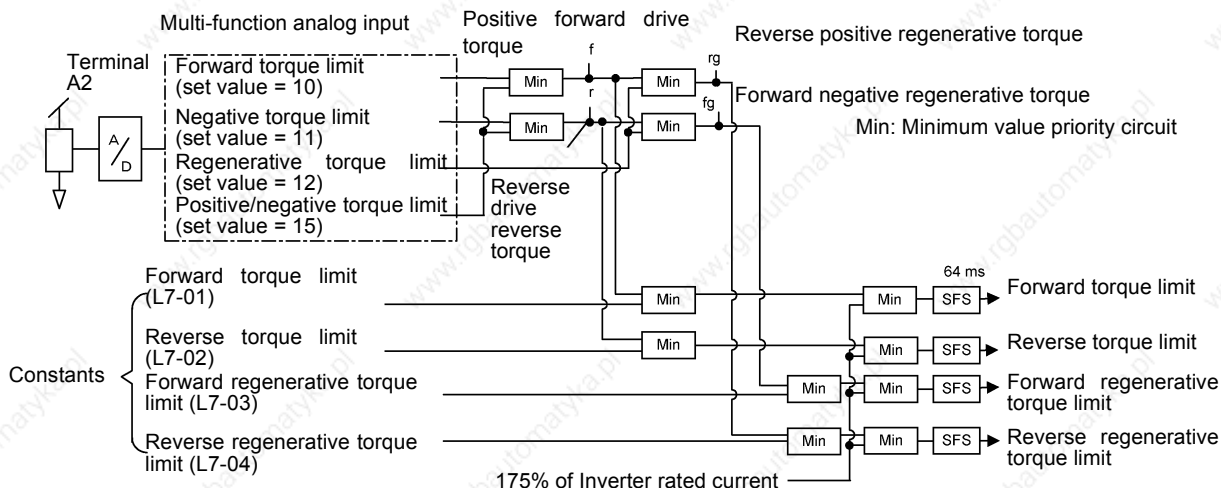 Multi-function analog input
Positive forward drive
torque
Reverse positive regenerative torque
Terminal
A2
Forward torque limit
(set value = 10)
Min
f
Min
rg
Negative torque limit
(set value = 11)
Min
r
Min
fg
Forward negative regenerative torque
Min: Minimum value priority circuit
A/D
Regenerative torque limit
(set value = 12)
Positive/negative torque limit
(set value = 15)
Reverse
drive
reverse
torque
Constants
Forward torque limit
(L7-01)
Min
Min
64 ms
SFS
Forward torque limit
Reverse torque limit
(L7-02)
Min
Min
SFS
Reverse torque limit
Forward regenerative torque
limit (L7-03)
Min
Min
SFS
Forward regenerative
torque limit
Reverse regenerative torque
limit (L7-04)
Min
Min
SFS
Reverse regenerative
torque limit
175% of Inverter rated current
www.rgbautomatyka.pl